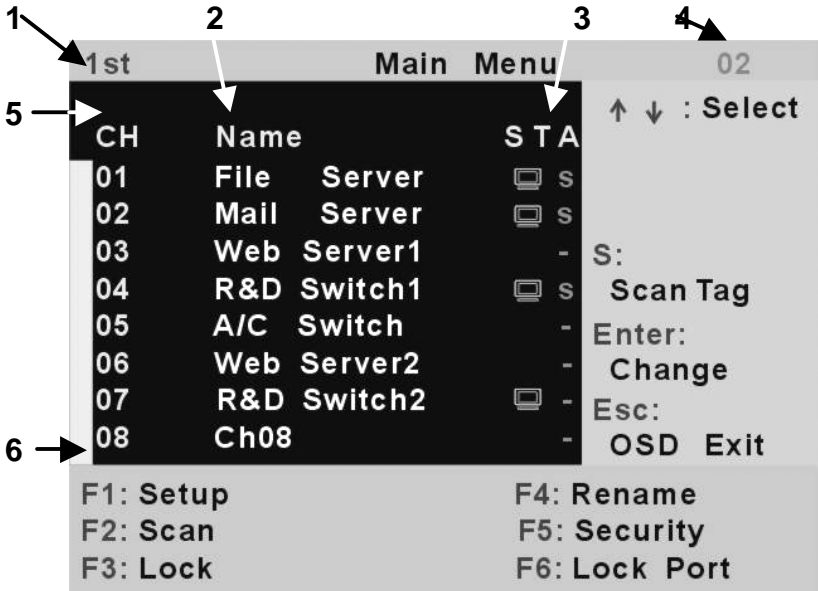 1 2 3 4
1st Main Menu 02
5
↑ ↓ : Select
CH Name STA
01 File Server s
02 Mail Server s
03 Web Server1 -
S:
04 R&D Switch1 s
Scan Tag
05 A/C Switch -
Enter:
06 Web Server2 -
Change
07 R&D Switch2 -
Esc:
6
08 Ch08 -
OSD Exit
F1: Setup F4: Rename
F2: Scan F5: Security
F3: Lock F6: Lock Port